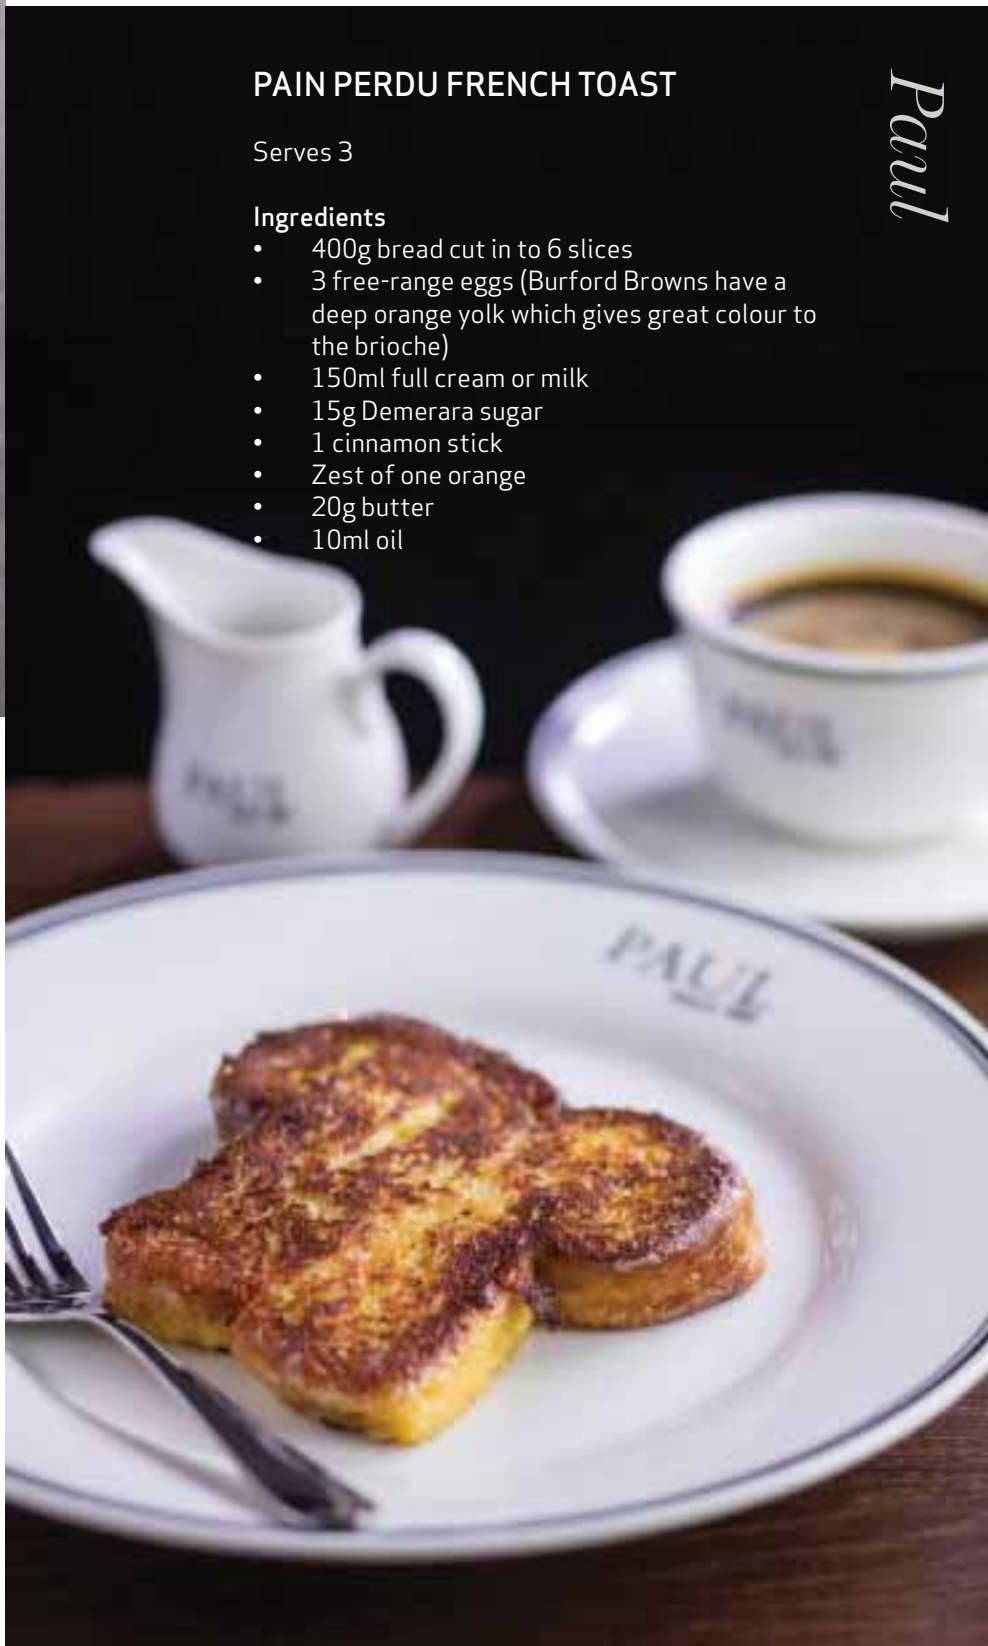 PAIN PERDU FRENCH TOAST
Serves 3
Ingredients
• 400g bread cut in to 6 slices
• 3 free-range eggs (Burford Browns have a
deep orange yolk which gives great colour to
the brioche)
• 150ml full cream or milk
• 15g Demerara sugar
• 1 cinnamon stick
• Zest of one orange
• 20g butter
• 10ml oil
Paul
PAUL
PAUL
PAUL